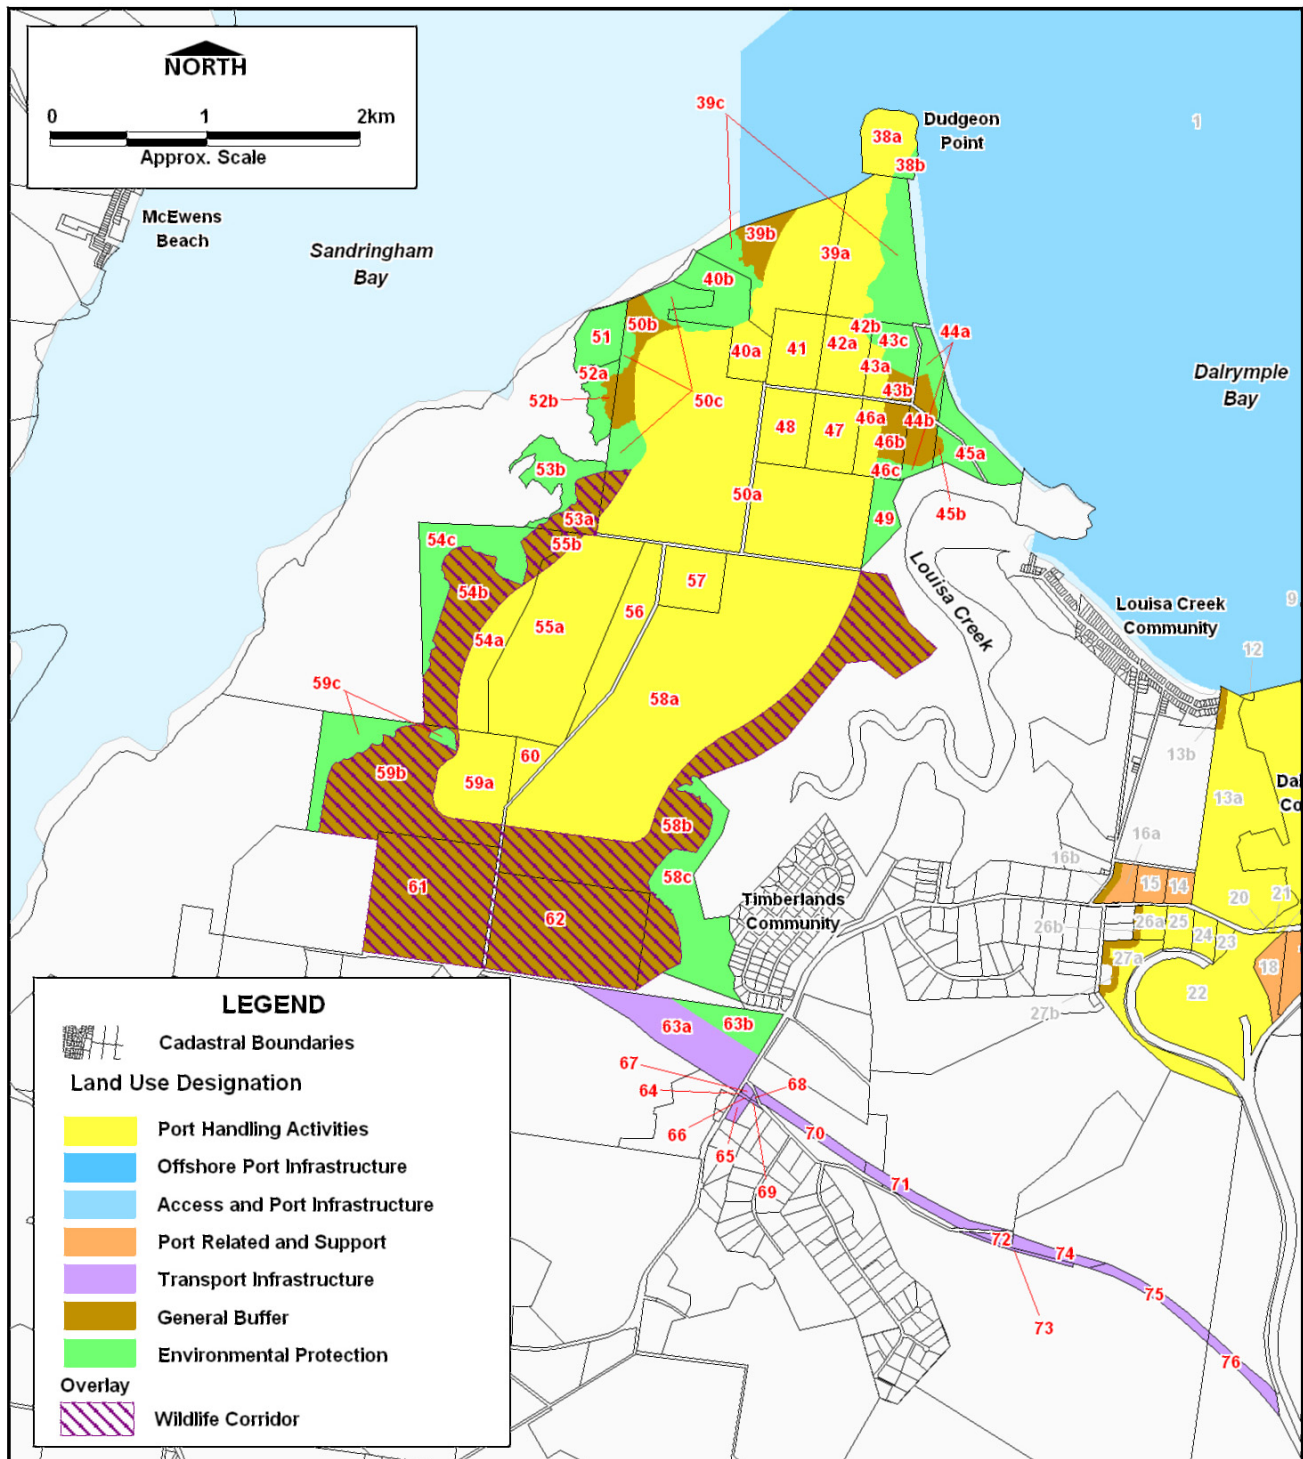 NORTH
0 1 2km
Approx. Scale
McEwens
Beach
Sandringham
Bay
39c
38a
Dudgeon
Point
38b
1
39b
39a
40b
50b
51
42b
44a
40a
41
42a
43c
43a
52a
43b
52b
50c
Dalrymple
Bay
48
47
46a
44b
46b
45a
53b
46c
50a
45b
53a
49
54c
55b
Louisa Creek
57
54b
56
55a
54a
Louisa Creek
Community
9
12
59c
58a
13b
60
59b
59a
13a
Dal
Co
58b
16a
16b
61
58c
15
14
62
Timberlands
Community
20
21
26b
26a
25
24
23
27a
18
22
27b
63a
63b
67
68
64
66
70
65
69
71
72
74
73
75
76
LEGEND
Cadastral Boundaries
Land Use Designation
Port Handling Activities
Offshore Port Infrastructure
Access and Port Infrastructure
Port Related and Support
Transport Infrastructure
General Buffer
Environmental Protection
Overlay
Wildlife Corridor